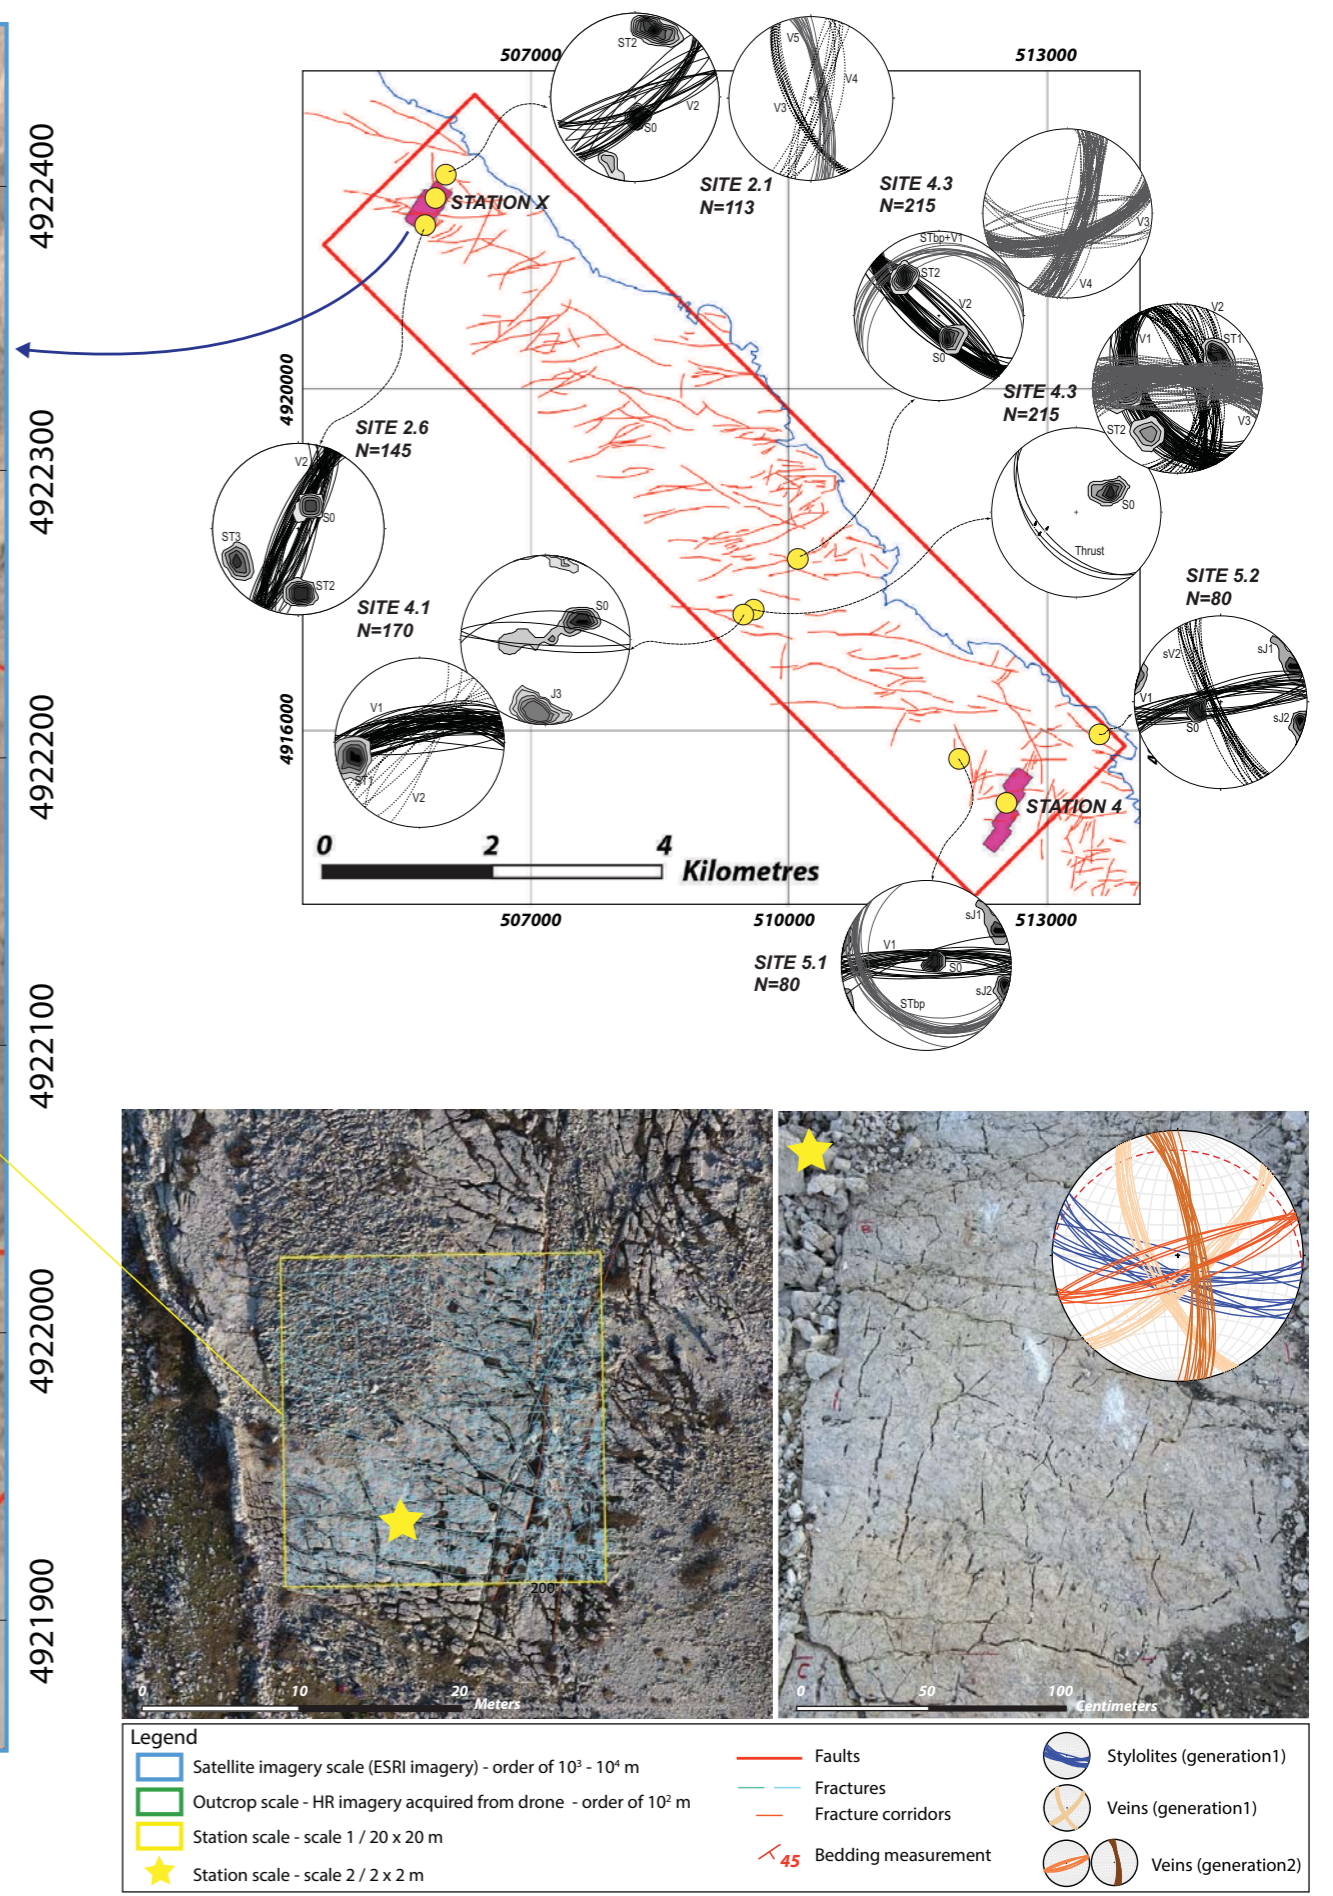 4922400
4922300
4922200
4922100
4922000
4921900
507000
513000
ST2
V2
S0
V5
V4
V3
SITE 2.1
N=113
SITE 4.3
N=215
V3
V4
STATION X
STbp+V1
ST2
V2
S0
V2
V1
ST1
V3
ST2
SITE 4.3
N=215
4920000
SITE 2.6
N=145
V2
S0
ST3
ST2
S0
Thrust
SITE 4.1
N=170
S0
J3
SITE 5.2
N=80
sV2
sJ1
V1
S0
sJ2
V1
ST1
V2
4916000
STATION 4
0
2
4
Kilometres
507000
510000
513000
SITE 5.1
N=80
sJ1
V1
S0
sJ2
STbp
200
0
10
20
Meters
C
0
50
100
Centimeters
Legend
Satellite imagery scale (ESRI imagery) - order of 10³ - 10⁴ m
Outcrop scale - HR imagery acquired from drone - order of 10² m
Station scale - scale 1 / 20 x 20 m
Station scale - scale 2 / 2 x 2 m
Faults
Fractures
Fracture corridors
45 Bedding measurement
Stylolites (generation1)
Veins (generation1)
Veins (generation2)